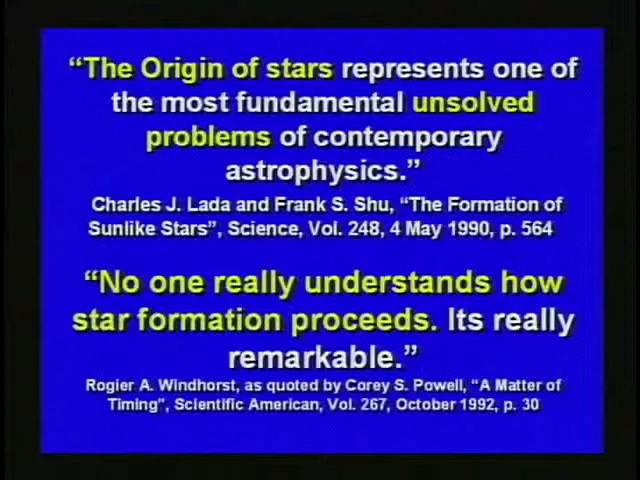 “The Origin of stars represents one of
the most fundamental unsolved
problems of contemporary
astrophysics.”
Charles J. Lada and Frank S. Shu, “The Formation of
Sunlike Stars”, Science, Vol. 248, 4 May 1990, p. 564
“No one really understands how
star formation proceeds. Its really
remarkable.”
Rogier A. Windhorst, as quoted by Corey S. Powell, “A Matter of
Timing”, Scientific American, Vol. 267, October 1992, p. 30